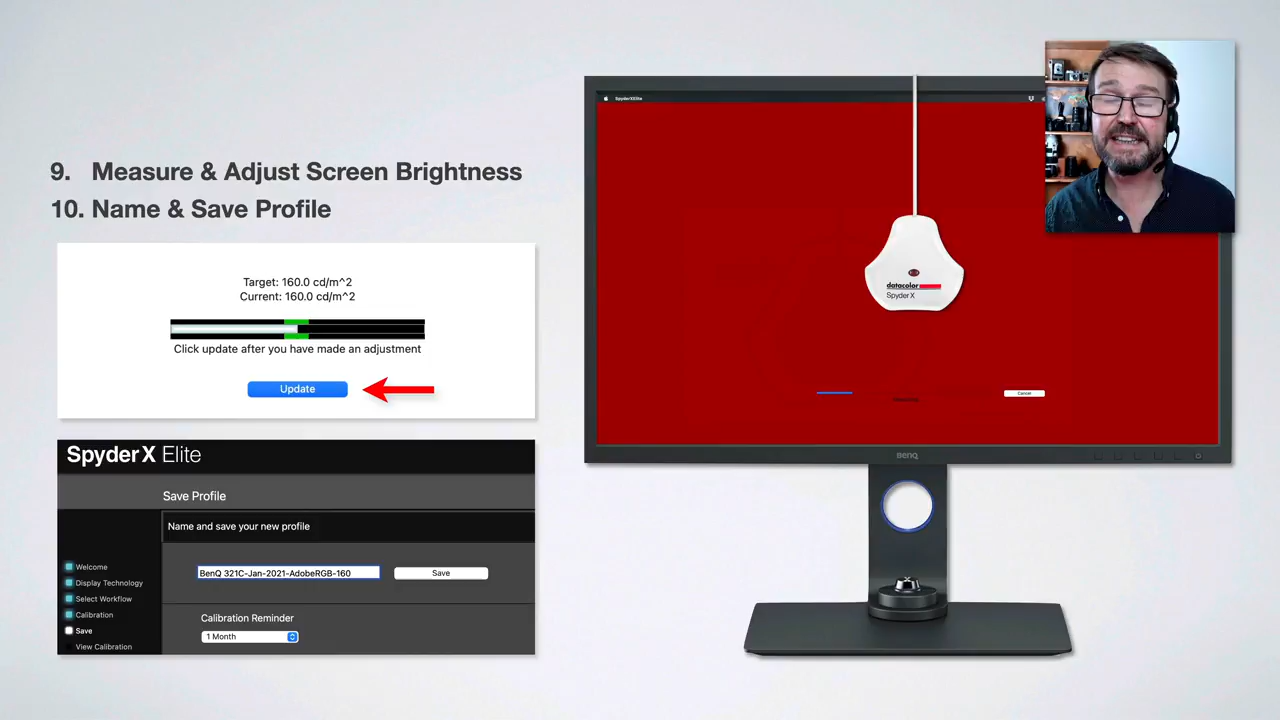 9. Measure & Adjust Screen Brightness
10. Name & Save Profile
Target: 160.0 cd/m^2
Current: 160.0 cd/m^2
Click update after you have made an adjustment
Update
SpyderX Elite
Save Profile
Name and save your new profile
BenQ 321C-Jan-2021-AdobeRGB-160
Save
Calibration Reminder
1 Month
Welcome
Display Technology
Select Workflow
Calibration
Save
View Calibration
SpyderXElite
datacolor
Spyder X
Cancel
BenQ